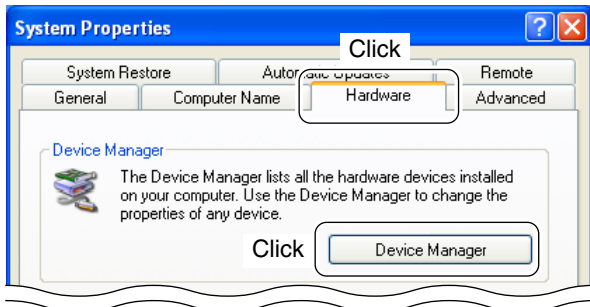 System Properties
Click
System Restore Automatic Updates Remote
General Computer Name Hardware Advanced
Device Manager
The Device Manager lists all the hardware devices installed
on your computer. Use the Device Manager to change the
properties of any device.
Click Device Manager